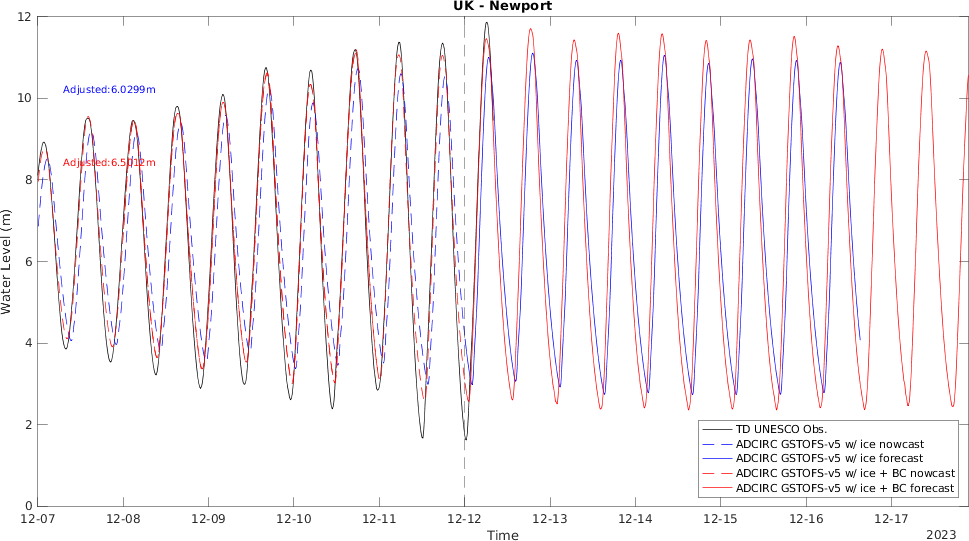 UK - Newport
12
10
8
6
4
2
0
Water Level (m)
Adjusted:6.0299m
Adjusted:6.5012m
TD UNESCO Obs.
ADCIRC GSTOFS-v5 w/ ice nowcast
ADCIRC GSTOFS-v5 w/ ice forecast
ADCIRC GSTOFS-v5 w/ ice + BC nowcast
ADCIRC GSTOFS-v5 w/ ice + BC forecast
12-07 12-08 12-09 12-10 12-11 12-12 12-13 12-14 12-15 12-16 12-17
Time
2023